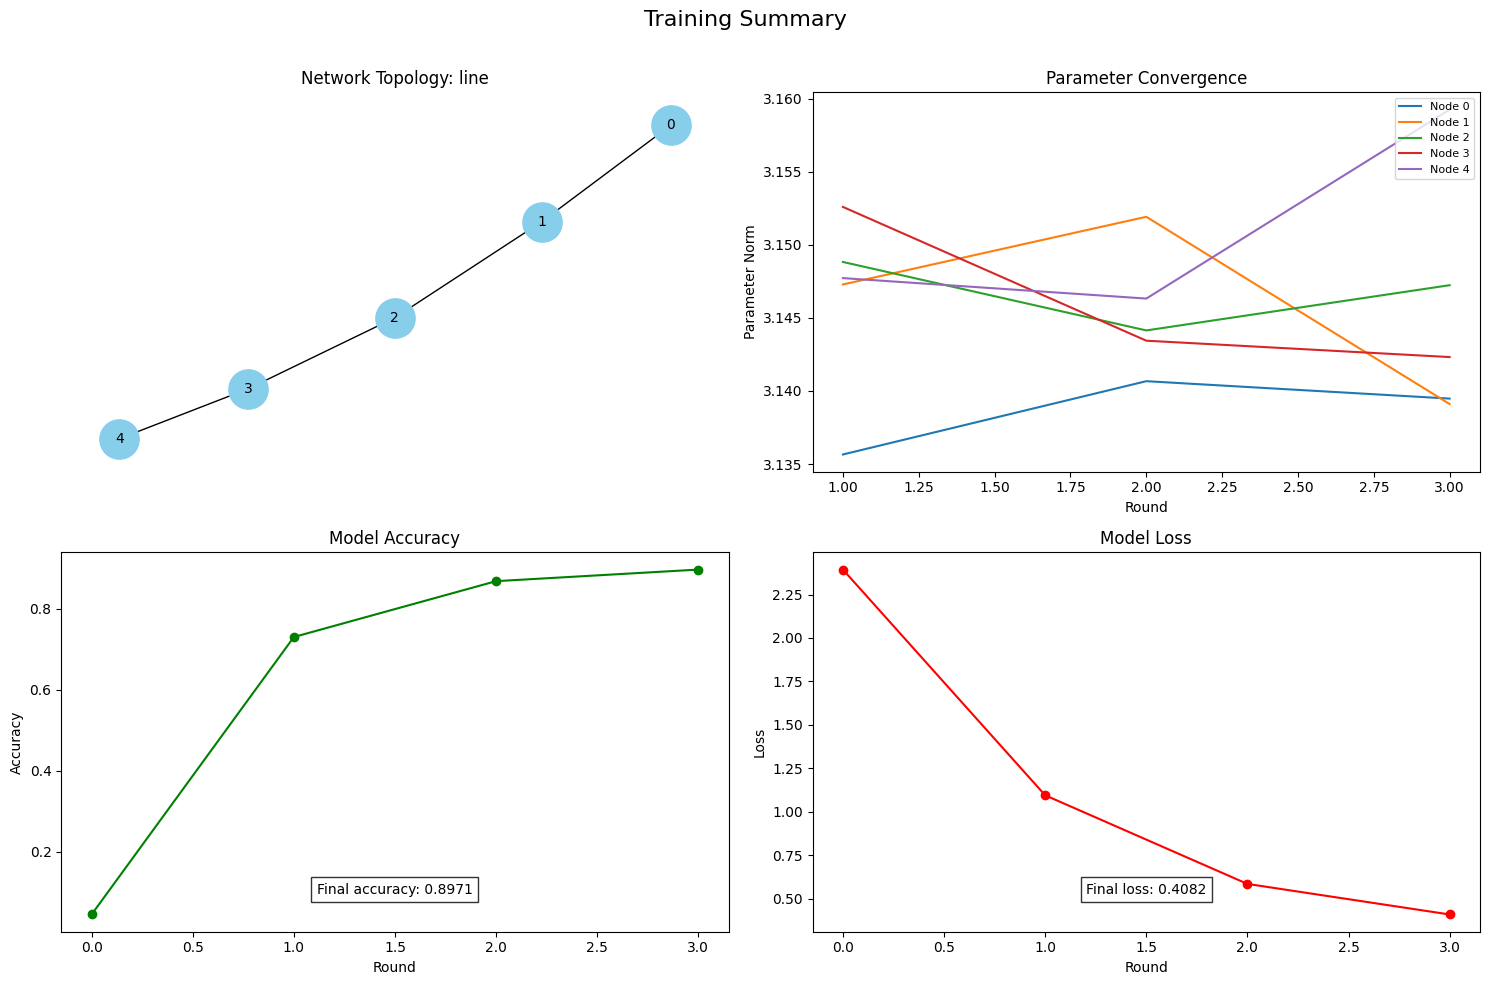 Training Summary
Network Topology: line
0
1
2
3
4
Parameter Convergence
Parameter Norm
3.160
3.155
3.150
3.145
3.140
3.135
Node 0
Node 1
Node 2
Node 3
Node 4
1.00 1.25 1.50 1.75 2.00 2.25 2.50 2.75 3.00
Round
Model Accuracy
Accuracy
0.8
0.6
0.4
0.2
Final accuracy: 0.8971
0.0 0.5 1.0 1.5 2.0 2.5 3.0
Round
Model Loss
Loss
2.25
2.00
1.75
1.50
1.25
1.00
0.75
0.50
Final loss: 0.4082
0.0 0.5 1.0 1.5 2.0 2.5 3.0
Round